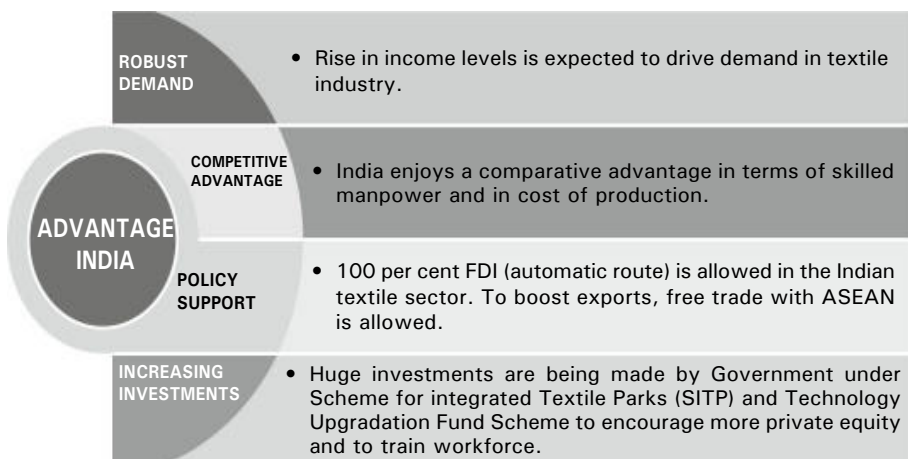 ADVANTAGE
INDIA
ROBUST
DEMAND
• Rise in income levels is expected to drive demand in textile
industry.
COMPETITIVE
ADVANTAGE
• India enjoys a comparative advantage in terms of skilled
manpower and in cost of production.
POLICY
SUPPORT
• 100 per cent FDI (automatic route) is allowed in the Indian
textile sector. To boost exports, free trade with ASEAN
is allowed.
INCREASING
INVESTMENTS
• Huge investments are being made by Government under
Scheme for integrated Textile Parks (SITP) and Technology
Upgradation Fund Scheme to encourage more private equity
and to train workforce.